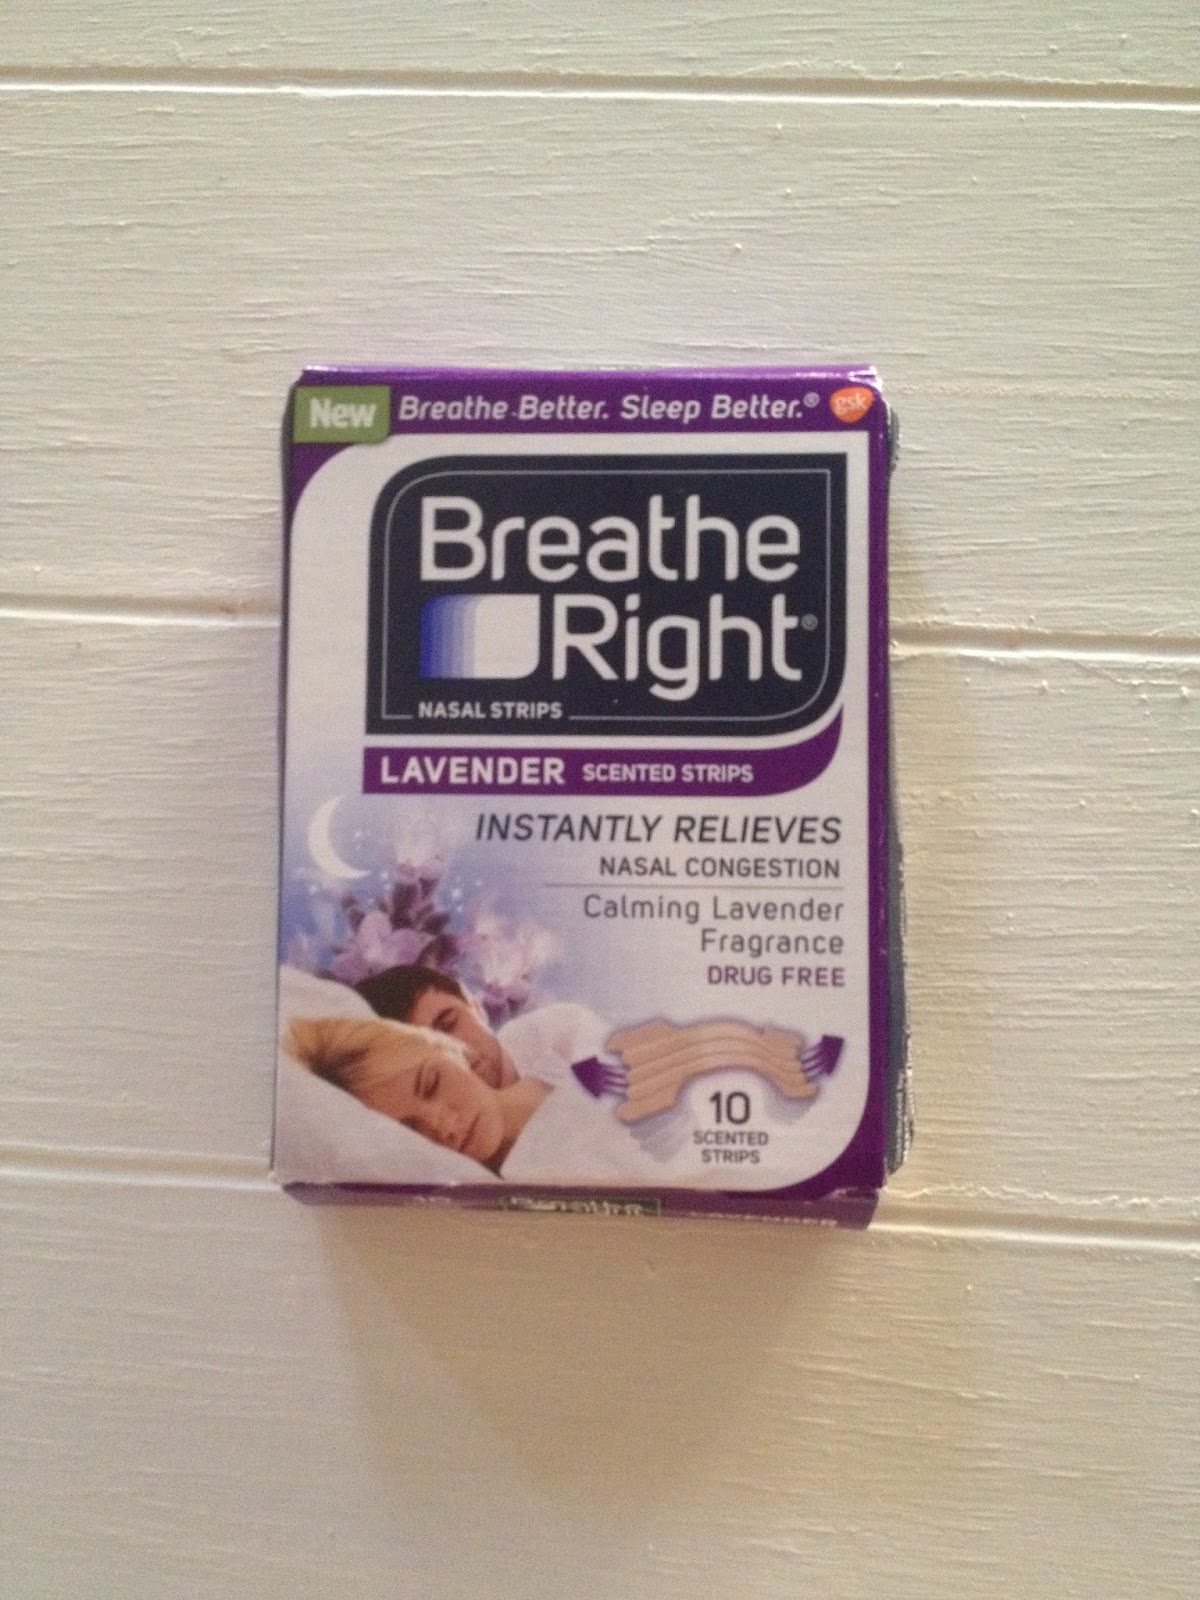 New Breathe Better. Sleep Better.® gsk
Breathe
Right®
NASAL STRIPS
LAVENDER SCENTED STRIPS
INSTANTLY RELIEVES
NASAL CONGESTION
Calming Lavender
Fragrance
DRUG FREE
10
SCENTED
STRIPS